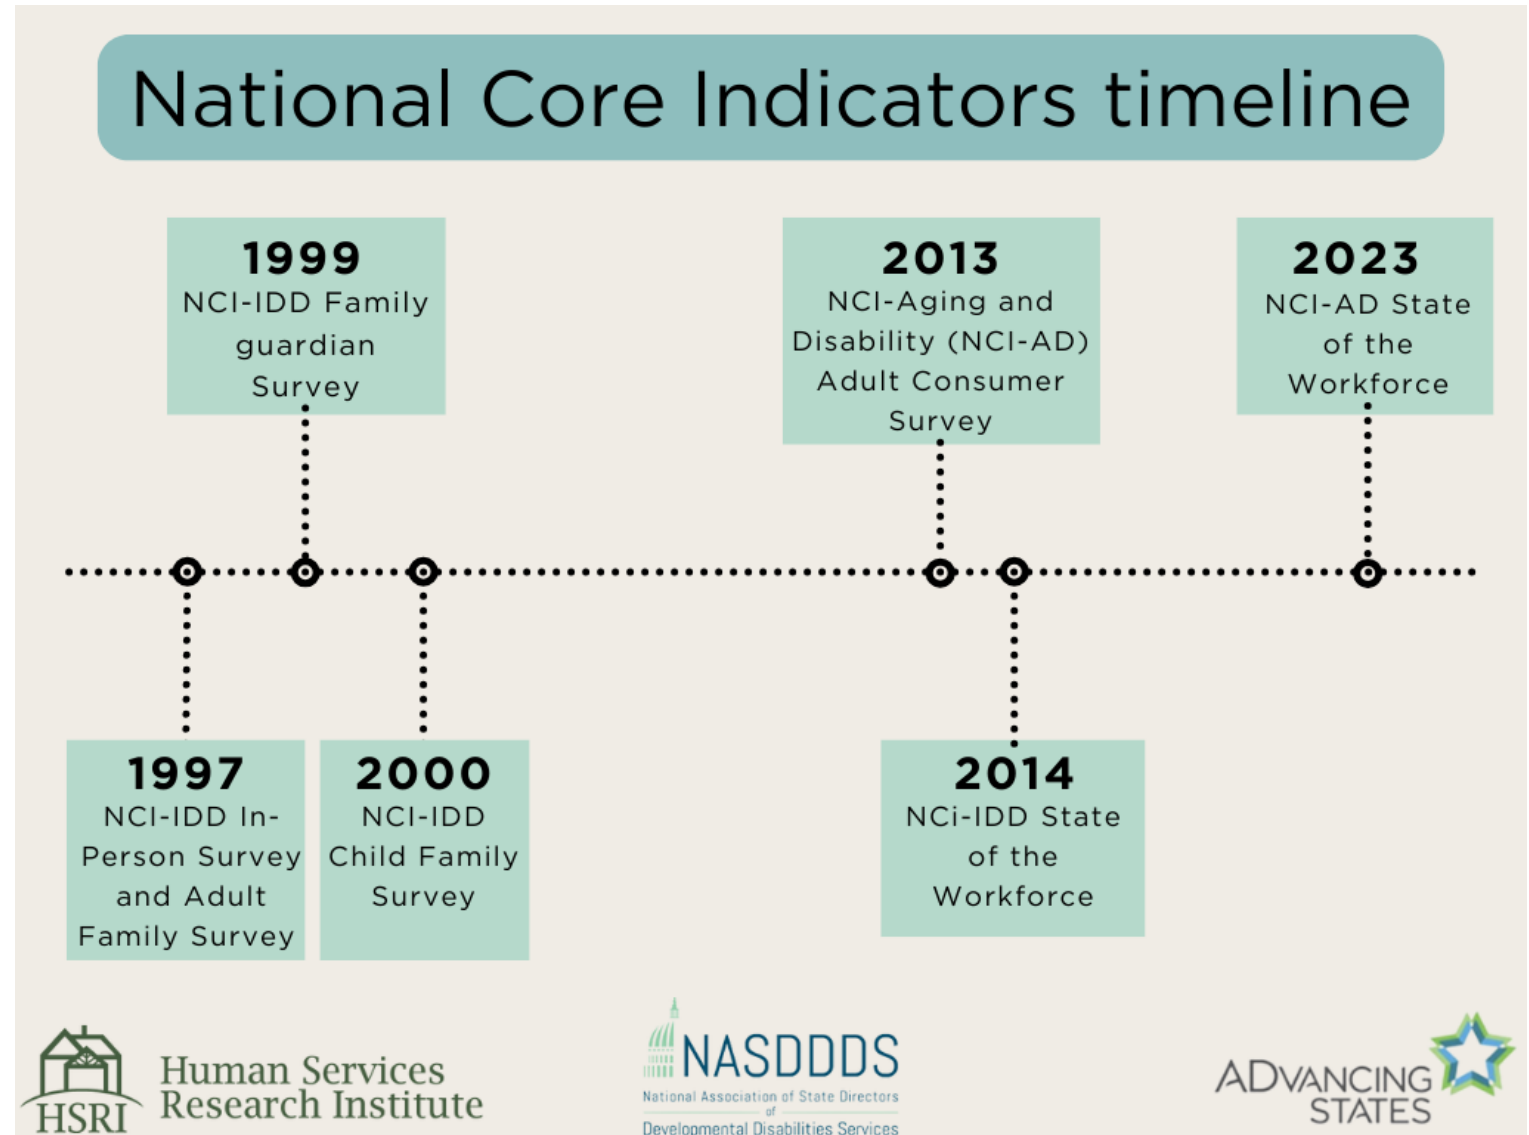 National Core Indicators timeline
1999
NCI-IDD Family
guardian
Survey
2013
NCI-Aging and
Disability (NCI-AD)
Adult Consumer
Survey
2023
NCI-AD State
of the
Workforce
1997
NCI-IDD In-
Person Survey
and Adult
Family Survey
2000
NCI-IDD
Child Family
Survey
2014
NCi-IDD State
of the
Workforce
HSRI
Human Services
Research Institute
NASDDDS
National Association of State Directors
of
Developmental Disabilities Services
ADVANCING
STATES